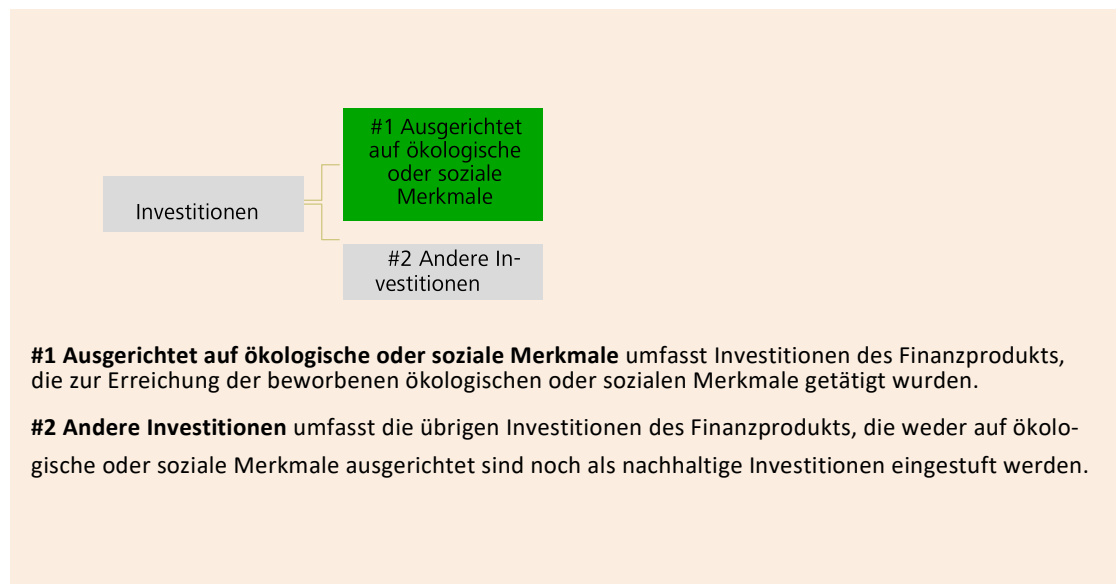 #1 Ausgerichtet
auf ökologische
oder soziale
Merkmale
Investitionen
#2 Andere In-
vestitionen
#1 Ausgerichtet auf ökologische oder soziale Merkmale umfasst Investitionen des Finanzprodukts,
die zur Erreichung der beworbenen ökologischen oder sozialen Merkmale getätigt wurden.
#2 Andere Investitionen umfasst die übrigen Investitionen des Finanzprodukts, die weder auf ökolo-
gische oder soziale Merkmale ausgerichtet sind noch als nachhaltige Investitionen eingestuft werden.